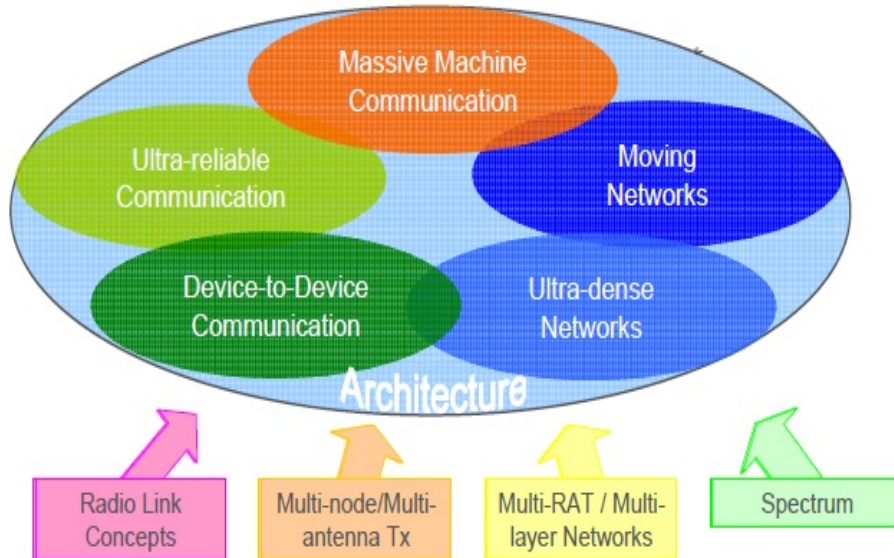 Massive Machine
Communication
Ultra-reliable
Communication
Moving
Networks
Device-to-Device
Communication
Ultra-dense
Networks
Architecture
Radio Link
Concepts
Multi-node/Multi-
antenna Tx
Multi-RAT / Multi-
layer Networks
Spectrum